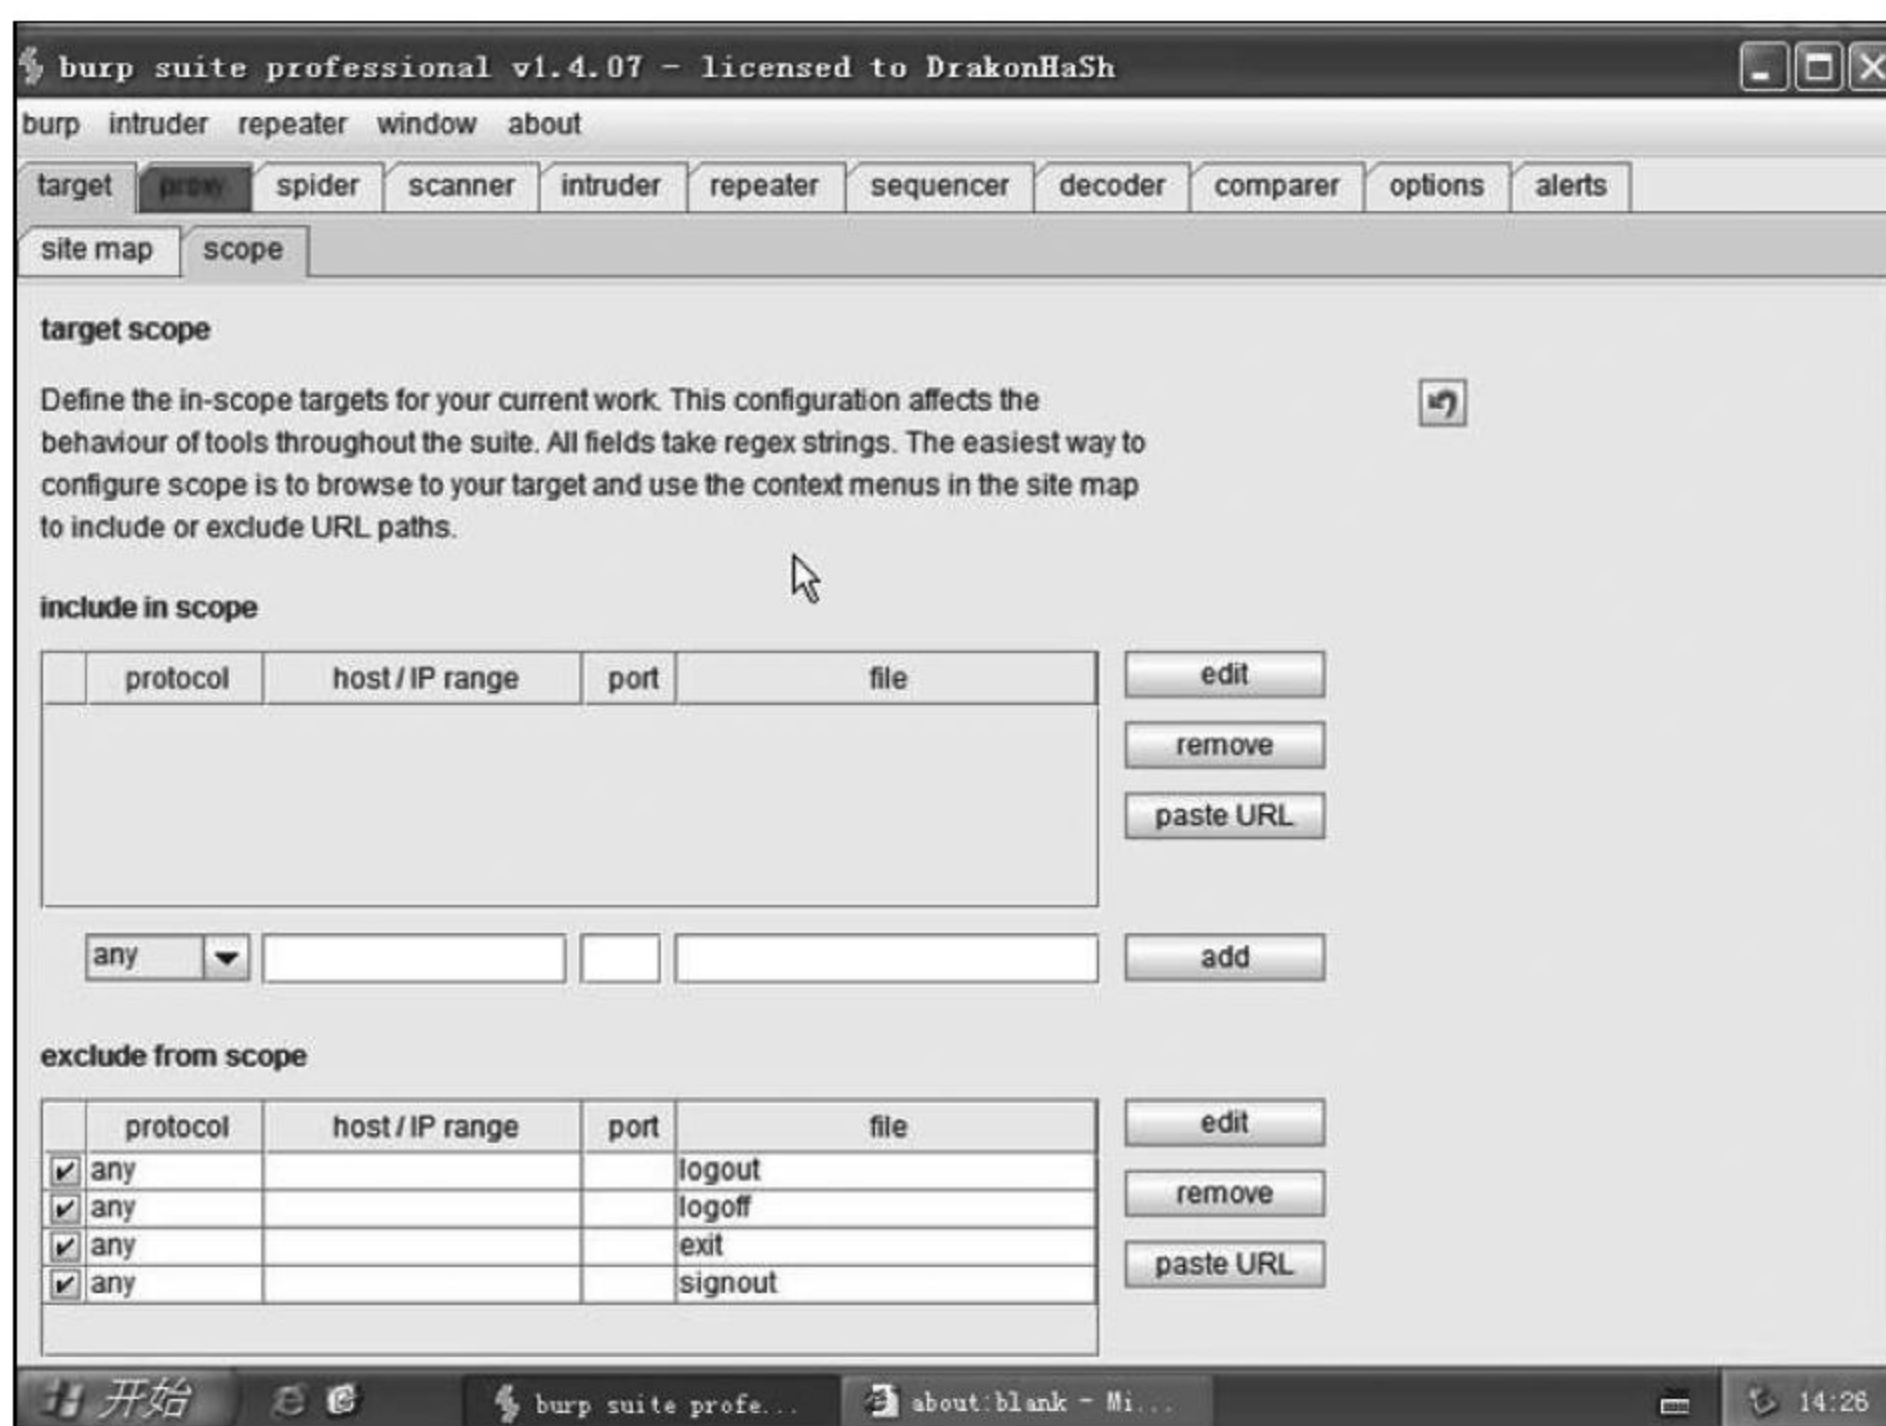 burp suite professional v1.4.07 - licensed to DrakonHaSh
burp intruder repeater window about
target proxy spider scanner intruder repeater sequencer decoder comparer options alerts
site map scope
target scope
Define the in-scope targets for your current work. This configuration affects the
behaviour of tools throughout the suite. All fields take regex strings. The easiest way to
configure scope is to browse to your target and use the context menus in the site map
to include or exclude URL paths.
include in scope
protocol host / IP range port file
edit
remove
paste URL
any
add
exclude from scope
protocol host / IP range port file
edit
any logout
remove
any logoff
any exit
paste URL
any signout
开始 burp suite profe... about:blank - Mi... 14:26